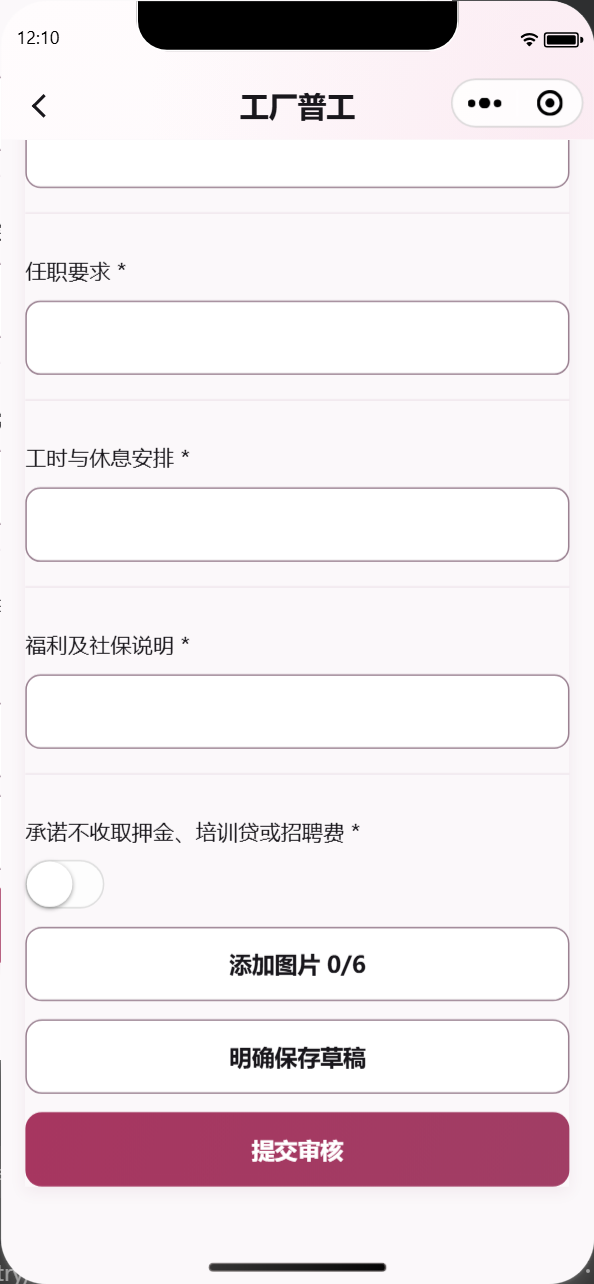 12:10
工厂普工
任职要求 *
工时与休息安排 *
福利及社保说明 *
承诺不收取押金、培训贷或招聘费 *
添加图片 0/6
明确保存草稿
提交审核